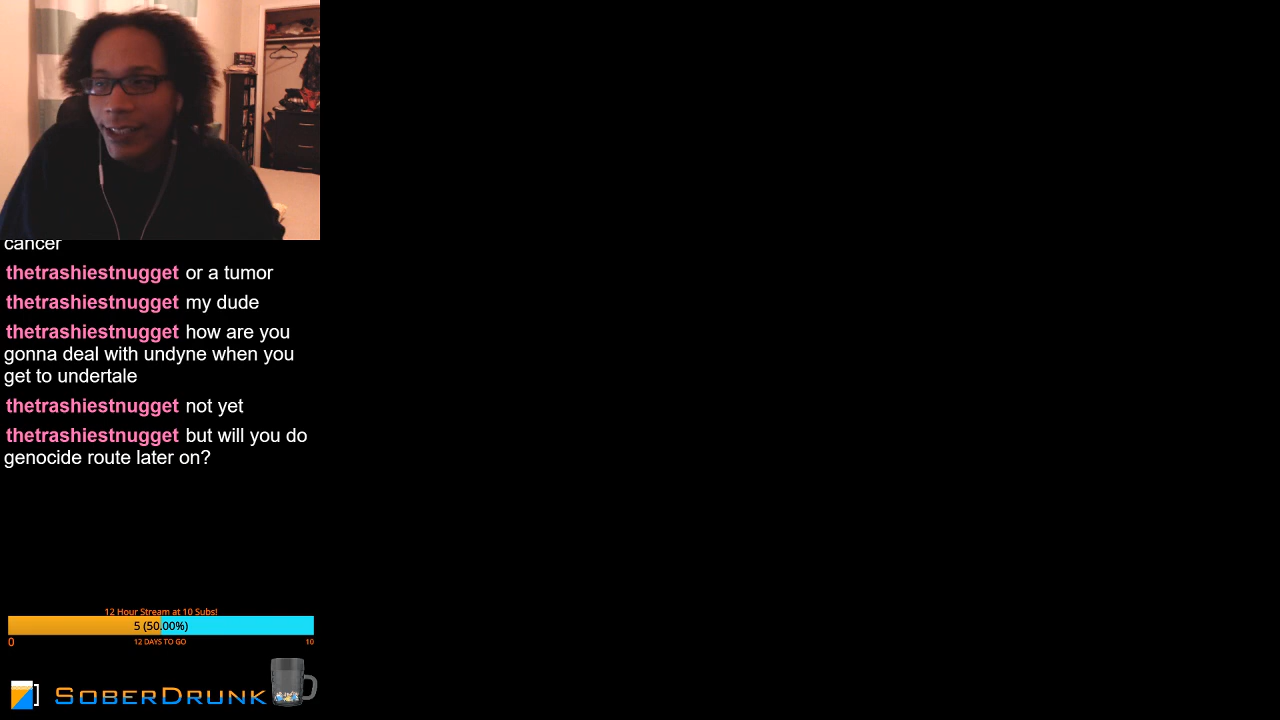 cancer
thetrashiestnugget or a tumor
thetrashiestnugget my dude
thetrashiestnugget how are you
gonna deal with undyne when you
get to undertale
thetrashiestnugget not yet
thetrashiestnugget but will you do
genocide route later on?
12 Hour Stream at 10 Subs!
5 (50.00%)
0 12 DAYS TO GO 10
SOBERDRUNK